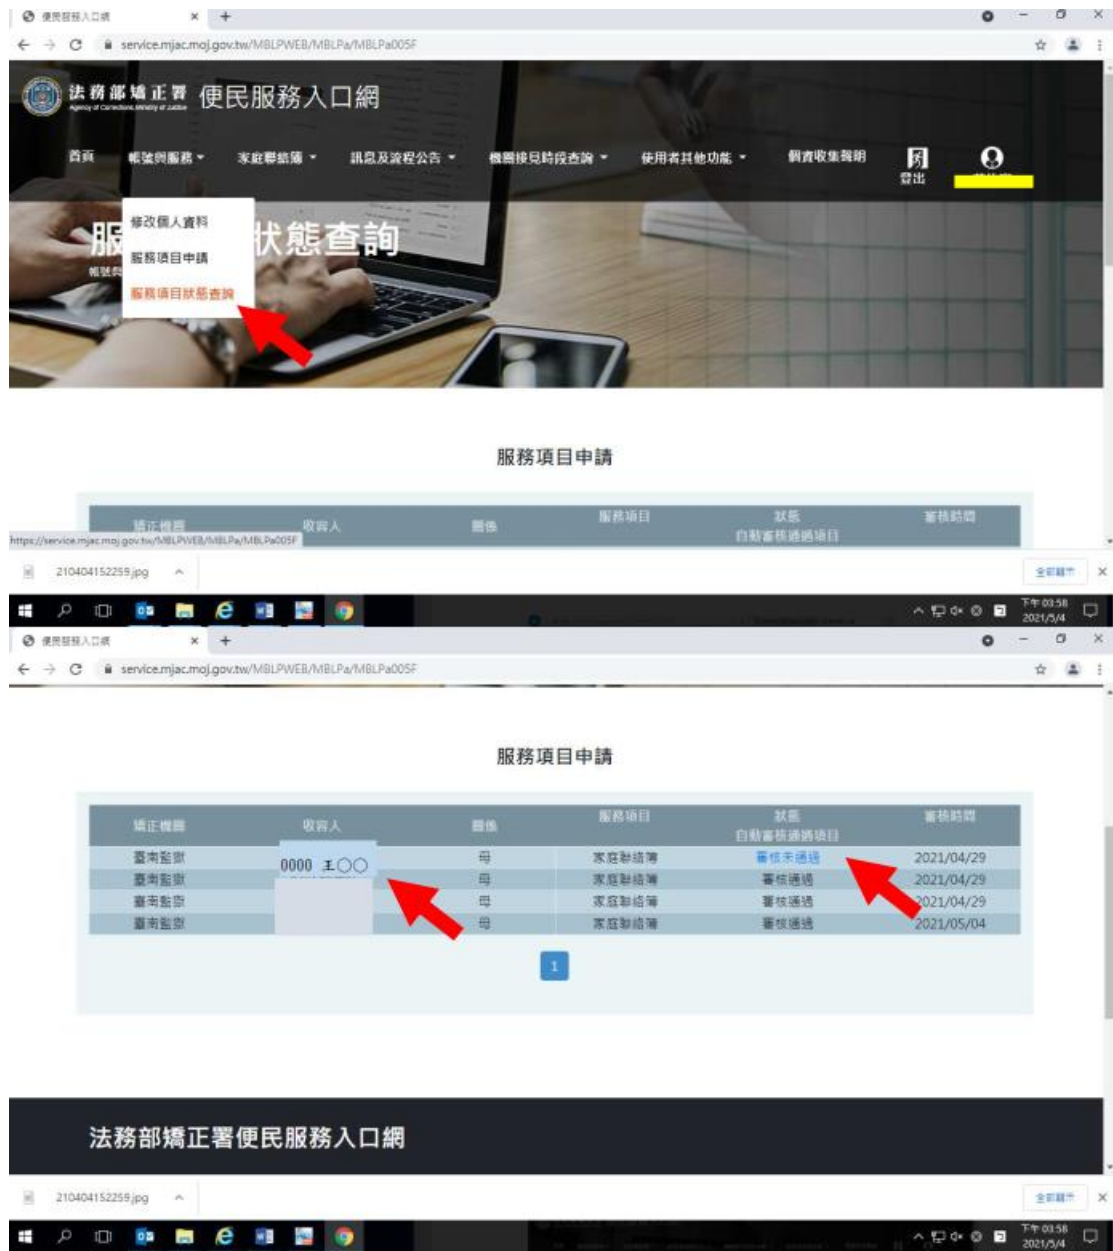 便民服務入口網
service.mjac.moj.gov.tw/MBLPWEB/MBLPa/MBLPa005F
法務部矯正署 便民服務入口網
Agency of Corrections, Ministry of Justice
首頁 帳號與服務 家庭聯絡簿 訊息及流程公告 機關接見時段查詢 使用者其他功能 個資收集聲明 登出
修改個人資料
服 狀態查詢
服務項目申請
帳號與
服務項目狀態查詢
服務項目申請
矯正機關 收容人 關係 服務項目 狀態 審核時間
自動審核通過項目
https://service.mjac.moj.gov.tw/MBLPWEB/MBLPa/MBLPa005F
210404152259.jpg 全部顯示
下午 03:58
2021/5/4
便民服務入口網
service.mjac.moj.gov.tw/MBLPWEB/MBLPa/MBLPa005F
服務項目申請
矯正機關 收容人 關係 服務項目 狀態 審核時間
自動審核通過項目
臺南監獄 0000 王〇〇 母 家庭聯絡簿 審核未通過 2021/04/29
臺南監獄 母 家庭聯絡簿 審核通過 2021/04/29
臺南監獄 母 家庭聯絡簿 審核通過 2021/04/29
臺南監獄 母 家庭聯絡簿 審核通過 2021/05/04
1
法務部矯正署便民服務入口網
210404152259.jpg 全部顯示
下午 03:58
2021/5/4